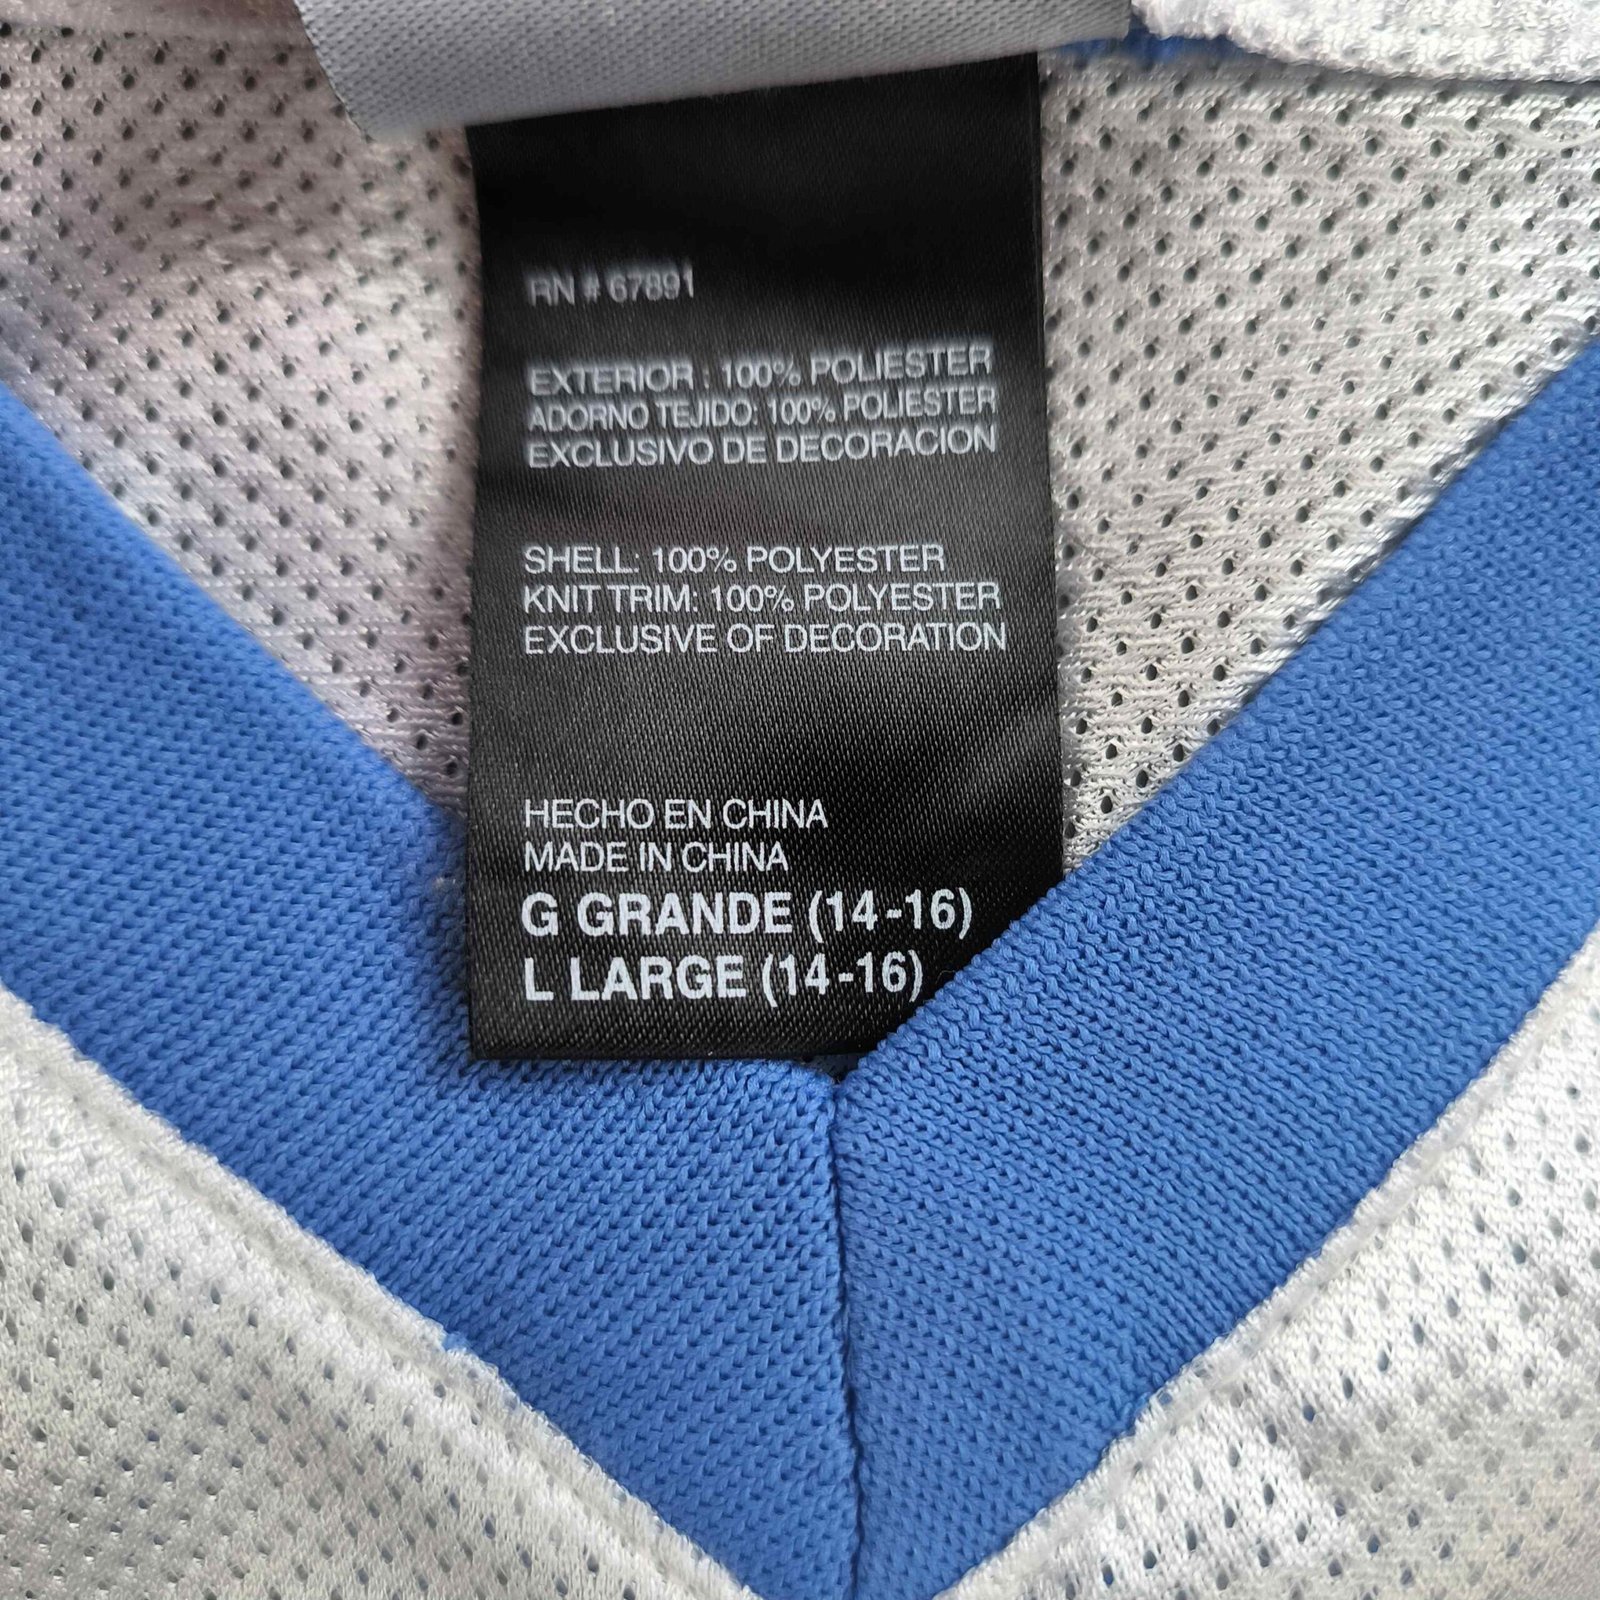 RN # 67891
EXTERIOR : 100% POLIESTER
ADORNO TEJIDO: 100% POLIESTER
EXCLUSIVO DE DECORACION
SHELL: 100% POLYESTER
KNIT TRIM: 100% POLYESTER
EXCLUSIVE OF DECORATION
HECHO EN CHINA
MADE IN CHINA
G GRANDE (14-16)
L LARGE (14-16)